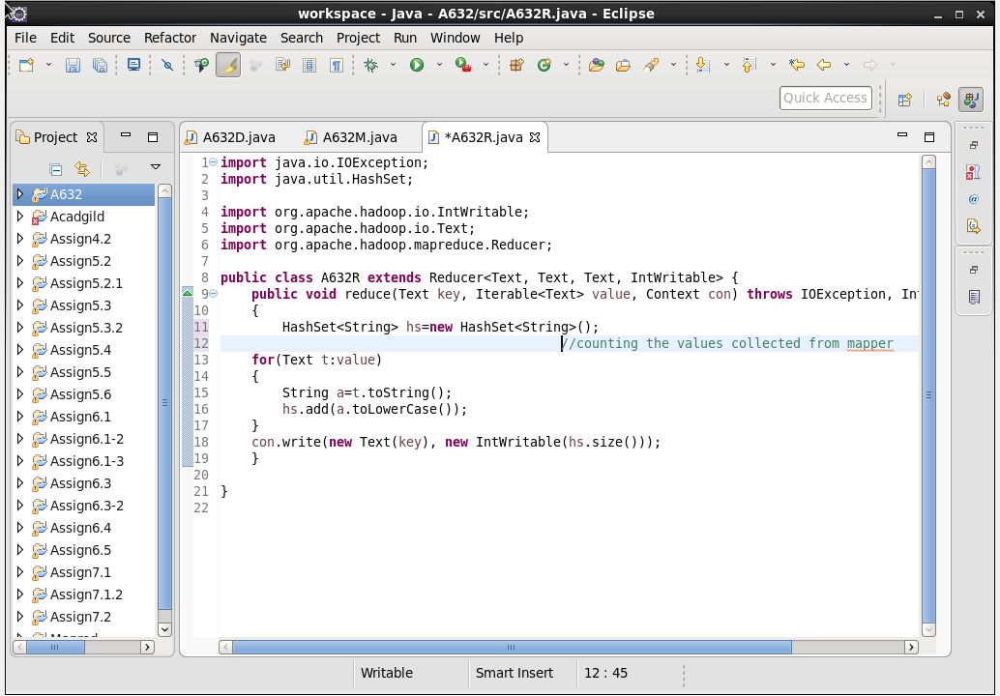 workspace - Java - A632/src/A632R.java - Eclipse
File Edit Source Refactor Navigate Search Project Run Window Help
Quick Access
Project
A632D.java A632M.java *A632R.java
A632
Acadgild
Assign4.2
Assign5.2
Assign5.2.1
Assign5.3
Assign5.3.2
Assign5.4
Assign5.5
Assign5.6
Assign6.1
Assign6.1-2
Assign6.1-3
Assign6.3
Assign6.3-2
Assign6.4
Assign6.5
Assign7.1
Assign7.1.2
Assign7.2
1 import java.io.IOException;
2 import java.util.HashSet;
3
4 import org.apache.hadoop.io.IntWritable;
5 import org.apache.hadoop.io.Text;
6 import org.apache.hadoop.mapreduce.Reducer;
7
8 public class A632R extends Reducer<Text, Text, Text, IntWritable> {
9 public void reduce(Text key, Iterable<Text> value, Context con) throws IOException, In
10 {
11 HashSet<String> hs=new HashSet<String>();
12 //counting the values collected from mapper
13 for(Text t:value)
14 {
15 String a=t.toString();
16 hs.add(a.toLowerCase());
17 }
18 con.write(new Text(key), new IntWritable(hs.size()));
19 }
20
21 }
22
Writable Smart Insert 12 : 45